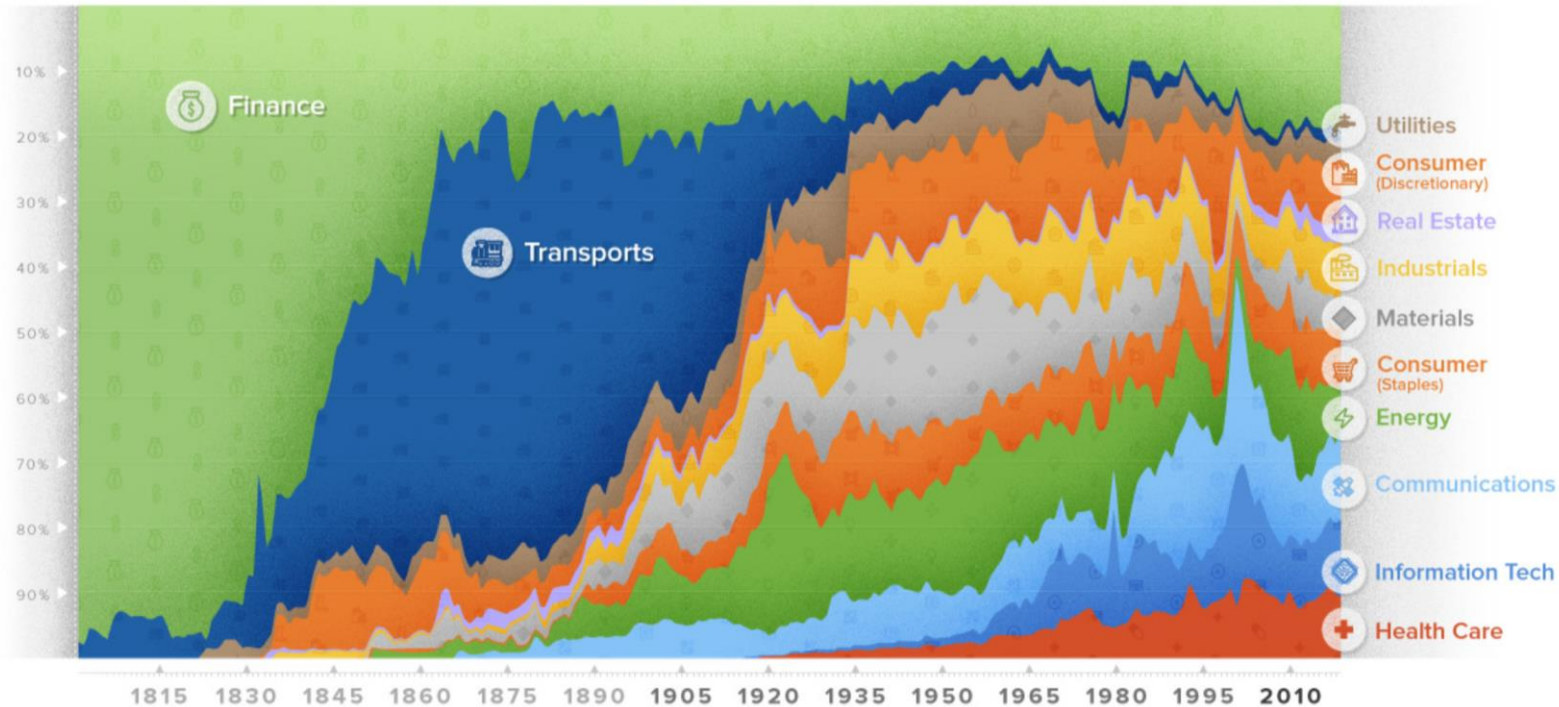 10%
20%
30%
40%
50%
60%
70%
80%
90%
Finance
Transports
Utilities
Consumer
(Discretionary)
Real Estate
Industrials
Materials
Consumer
(Staples)
Energy
Communications
Information Tech
Health Care
1815 1830 1845 1860 1875 1890 1905 1920 1935 1950 1965 1980 1995 2010